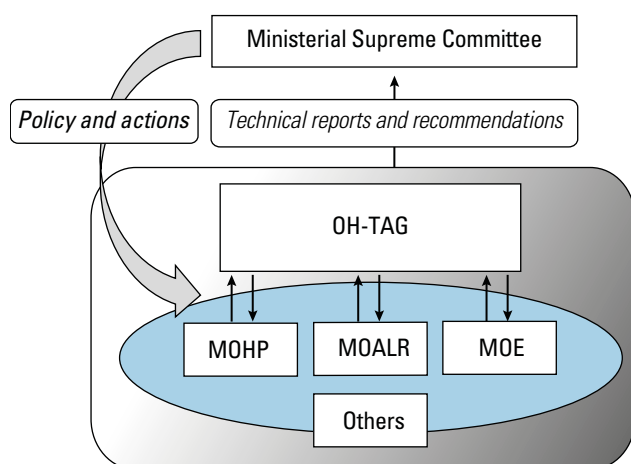 Ministerial Supreme Committee
Policy and actions
Technical reports and recommendations
OH-TAG
MOHP
MOALR
MOE
Others